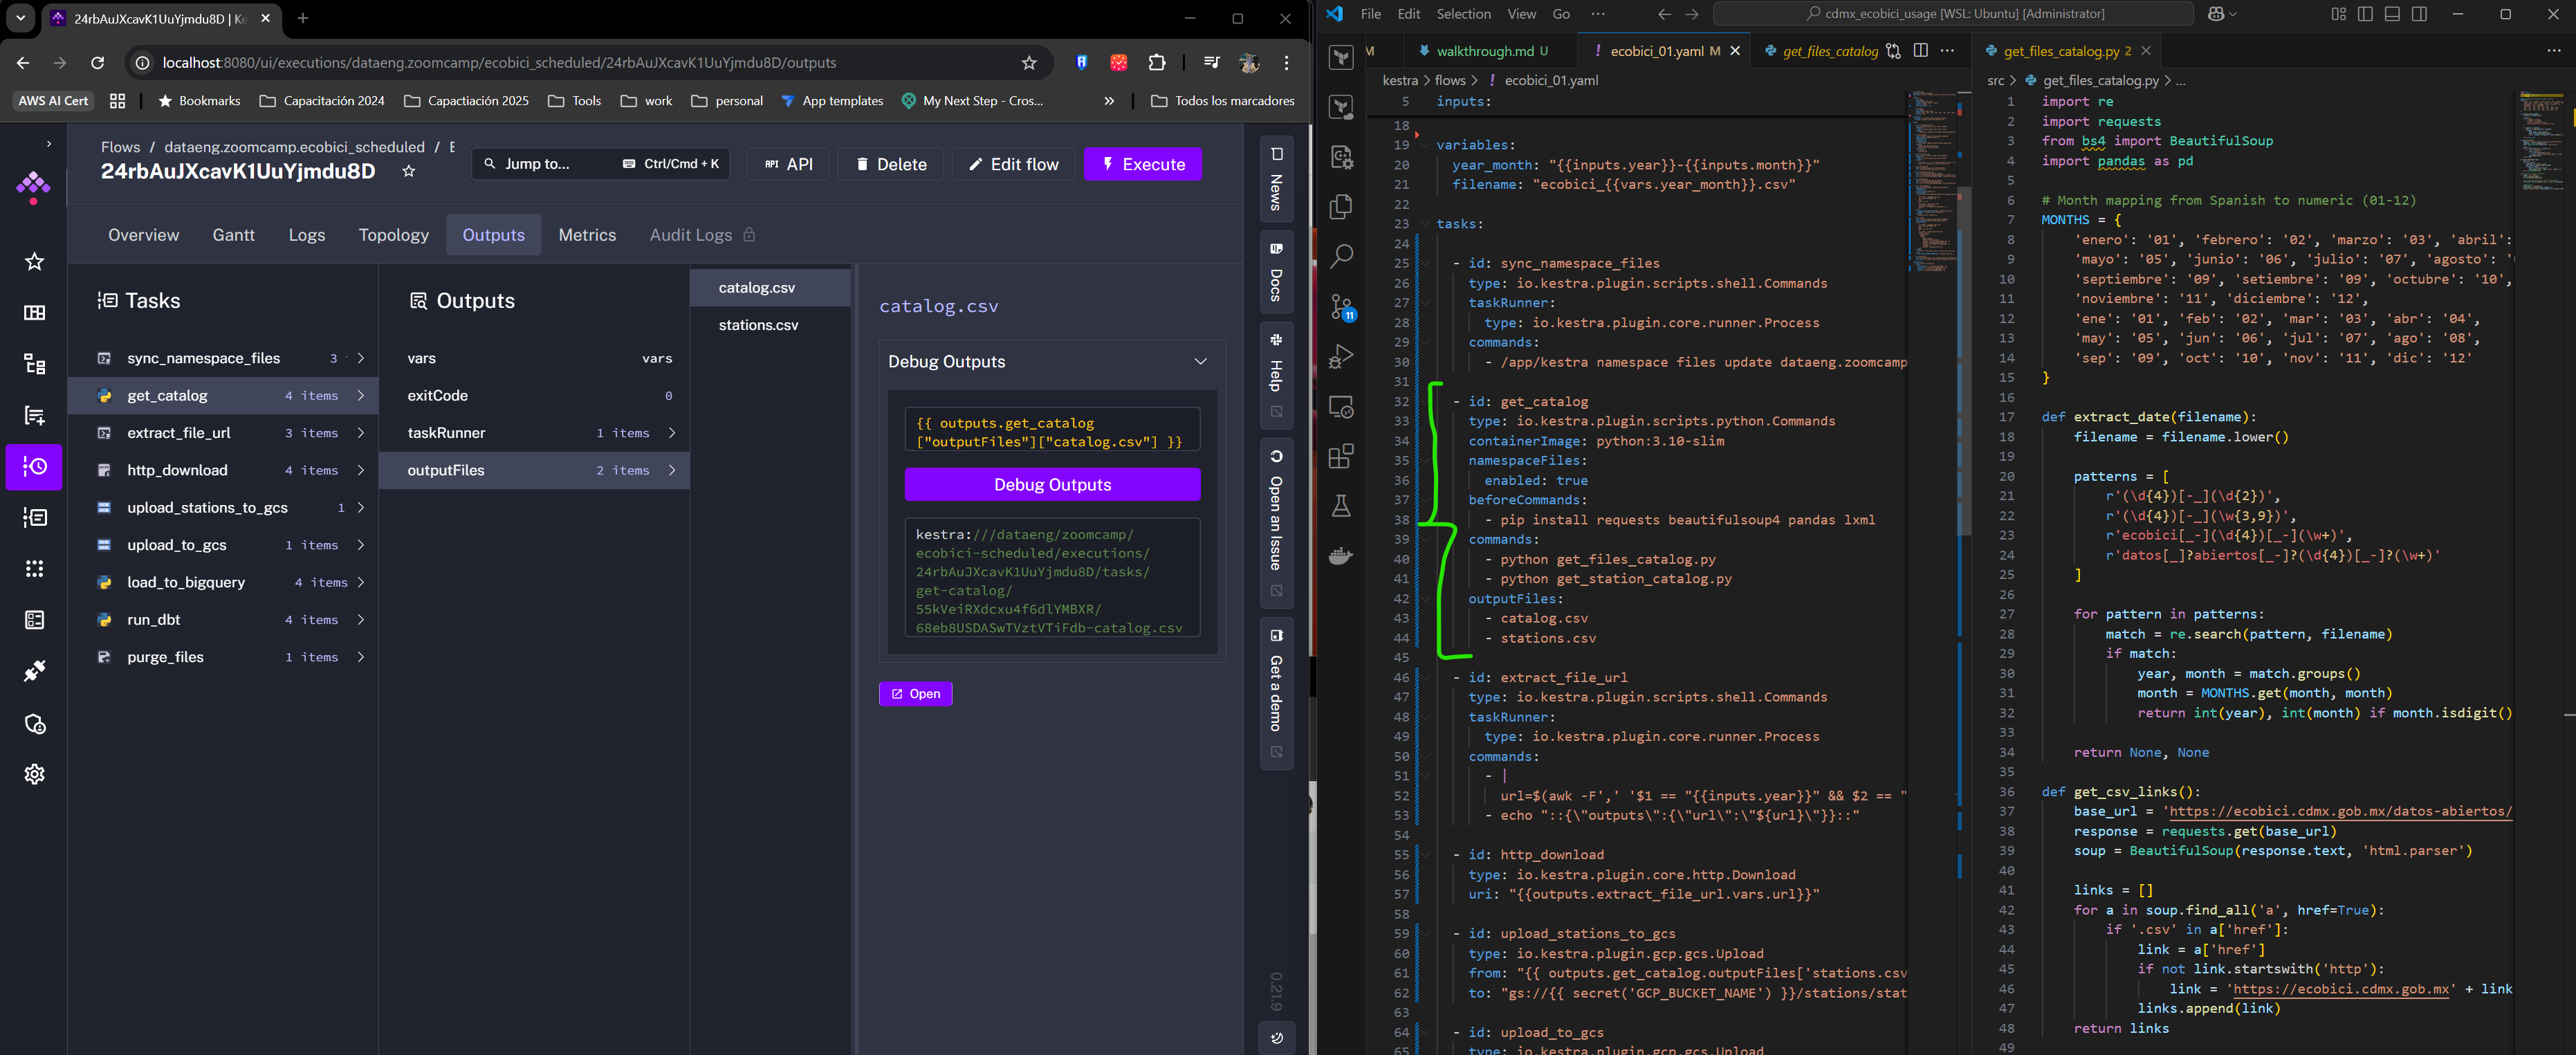 24rbAuJXcavK1UuYjmdu8D | Ke
localhost:8080/ui/executions/dataeng.zoomcamp/ecobici_scheduled/24rbAuJXcavK1UuYjmdu8D/outputs
AWS AI Cert
Bookmarks
Capacitación 2024
Capactiación 2025
Tools
work
personal
App templates
My Next Step - Cros...
»
Todos los marcadores
Flows / dataeng.zoomcamp.ecobici_scheduled / E
24rbAuJXcavK1UuYjmdu8D
Jump to...
Ctrl/Cmd + K
API API
Delete
Edit flow
Execute
Overview
Gantt
Logs
Topology
Outputs
Metrics
Audit Logs
Tasks
sync_namespace_files 3
get_catalog 4 items
extract_file_url 3 items
http_download 4 items
upload_stations_to_gcs 1
upload_to_gcs 1 items
load_to_bigquery 4 items
run_dbt 4 items
purge_files 1 items
Outputs
vars vars
exitCode 0
taskRunner 1 items
outputFiles 2 items
catalog.csv
stations.csv
catalog.csv
Debug Outputs
{{ outputs.get_catalog
["outputFiles"]["catalog.csv"] }}
Debug Outputs
kestra:///dataeng/zoomcamp/
ecobici-scheduled/executions/
24rbAuJXcavK1UuYjmdu8D/tasks/
get-catalog/
55kVeiRXdcxu4f6dlYMBXR/
68eb8USDASwTVztVTiFdb-catalog.csv
Open
News
Docs
Help
Open an Issue
Get a demo
0.21.9
File Edit Selection View Go ···
cdmx_ecobici_usage [WSL: Ubuntu] [Administrator]
11
M
walkthrough.md U
! ecobici_01.yaml M
get_files_catalog
kestra > flows > ! ecobici_01.yaml
5 inputs:
18
19 variables:
20 year_month: "{{inputs.year}}-{{inputs.month}}"
21 filename: "ecobici_{{vars.year_month}}.csv"
22
23 tasks:
24
25 - id: sync_namespace_files
26 type: io.kestra.plugin.scripts.shell.Commands
27 taskRunner:
28 type: io.kestra.plugin.core.runner.Process
29 commands:
30 - /app/kestra namespace files update dataeng.zoomcamp
31
32 - id: get_catalog
33 type: io.kestra.plugin.scripts.python.Commands
34 containerImage: python:3.10-slim
35 namespaceFiles:
36 enabled: true
37 beforeCommands:
38 - pip install requests beautifulsoup4 pandas lxml
39 commands:
40 - python get_files_catalog.py
41 - python get_station_catalog.py
42 outputFiles:
43 - catalog.csv
44 - stations.csv
45
46 - id: extract_file_url
47 type: io.kestra.plugin.scripts.shell.Commands
48 taskRunner:
49 type: io.kestra.plugin.core.runner.Process
50 commands:
51 - |
52 url=$(awk -F',' '$1 == "{{inputs.year}}" && $2 == "
53 - echo "::{\"outputs\":{\"url\":\"${url}\"}}::"
54
55 - id: http_download
56 type: io.kestra.plugin.core.http.Download
57 uri: "{{outputs.extract_file_url.vars.url}}"
58
59 - id: upload_stations_to_gcs
60 type: io.kestra.plugin.gcp.gcs.Upload
61 from: "{{ outputs.get_catalog.outputFiles['stations.csv
62 to: "gs://{{ secret('GCP_BUCKET_NAME') }}/stations/stat
63
64 - id: upload_to_gcs
65 type: io.kestra.plugin.gcp.gcs.Upload
get_files_catalog.py 2
src > get_files_catalog.py > ...
1 import re
2 import requests
3 from bs4 import BeautifulSoup
4 import pandas as pd
5
6 # Month mapping from Spanish to numeric (01-12)
7 MONTHS = {
8 'enero': '01', 'febrero': '02', 'marzo': '03', 'abril':
9 'mayo': '05', 'junio': '06', 'julio': '07', 'agosto': '
10 'septiembre': '09', 'setiembre': '09', 'octubre': '10',
11 'noviembre': '11', 'diciembre': '12',
12 'ene': '01', 'feb': '02', 'mar': '03', 'abr': '04',
13 'may': '05', 'jun': '06', 'jul': '07', 'ago': '08',
14 'sep': '09', 'oct': '10', 'nov': '11', 'dic': '12'
15 }
16
17 def extract_date(filename):
18 filename = filename.lower()
19
20 patterns = [
21 r'(\d{4})[-_](\d{2})',
22 r'(\d{4})[-_](\w{3,9})',
23 r'ecobici[_-](\d{4})[_-](\w+)',
24 r'datos[_]?abiertos[_-]?(\d{4})[_-]?(\w+)'
25 ]
26
27 for pattern in patterns:
28 match = re.search(pattern, filename)
29 if match:
30 year, month = match.groups()
31 month = MONTHS.get(month, month)
32 return int(year), int(month) if month.isdigit()
33
34 return None, None
35
36 def get_csv_links():
37 base_url = 'https://ecobici.cdmx.gob.mx/datos-abiertos/
38 response = requests.get(base_url)
39 soup = BeautifulSoup(response.text, 'html.parser')
40
41 links = []
42 for a in soup.find_all('a', href=True):
43 if '.csv' in a['href']:
44 link = a['href']
45 if not link.startswith('http'):
46 link = 'https://ecobici.cdmx.gob.mx' + link
47 links.append(link)
48 return links
49